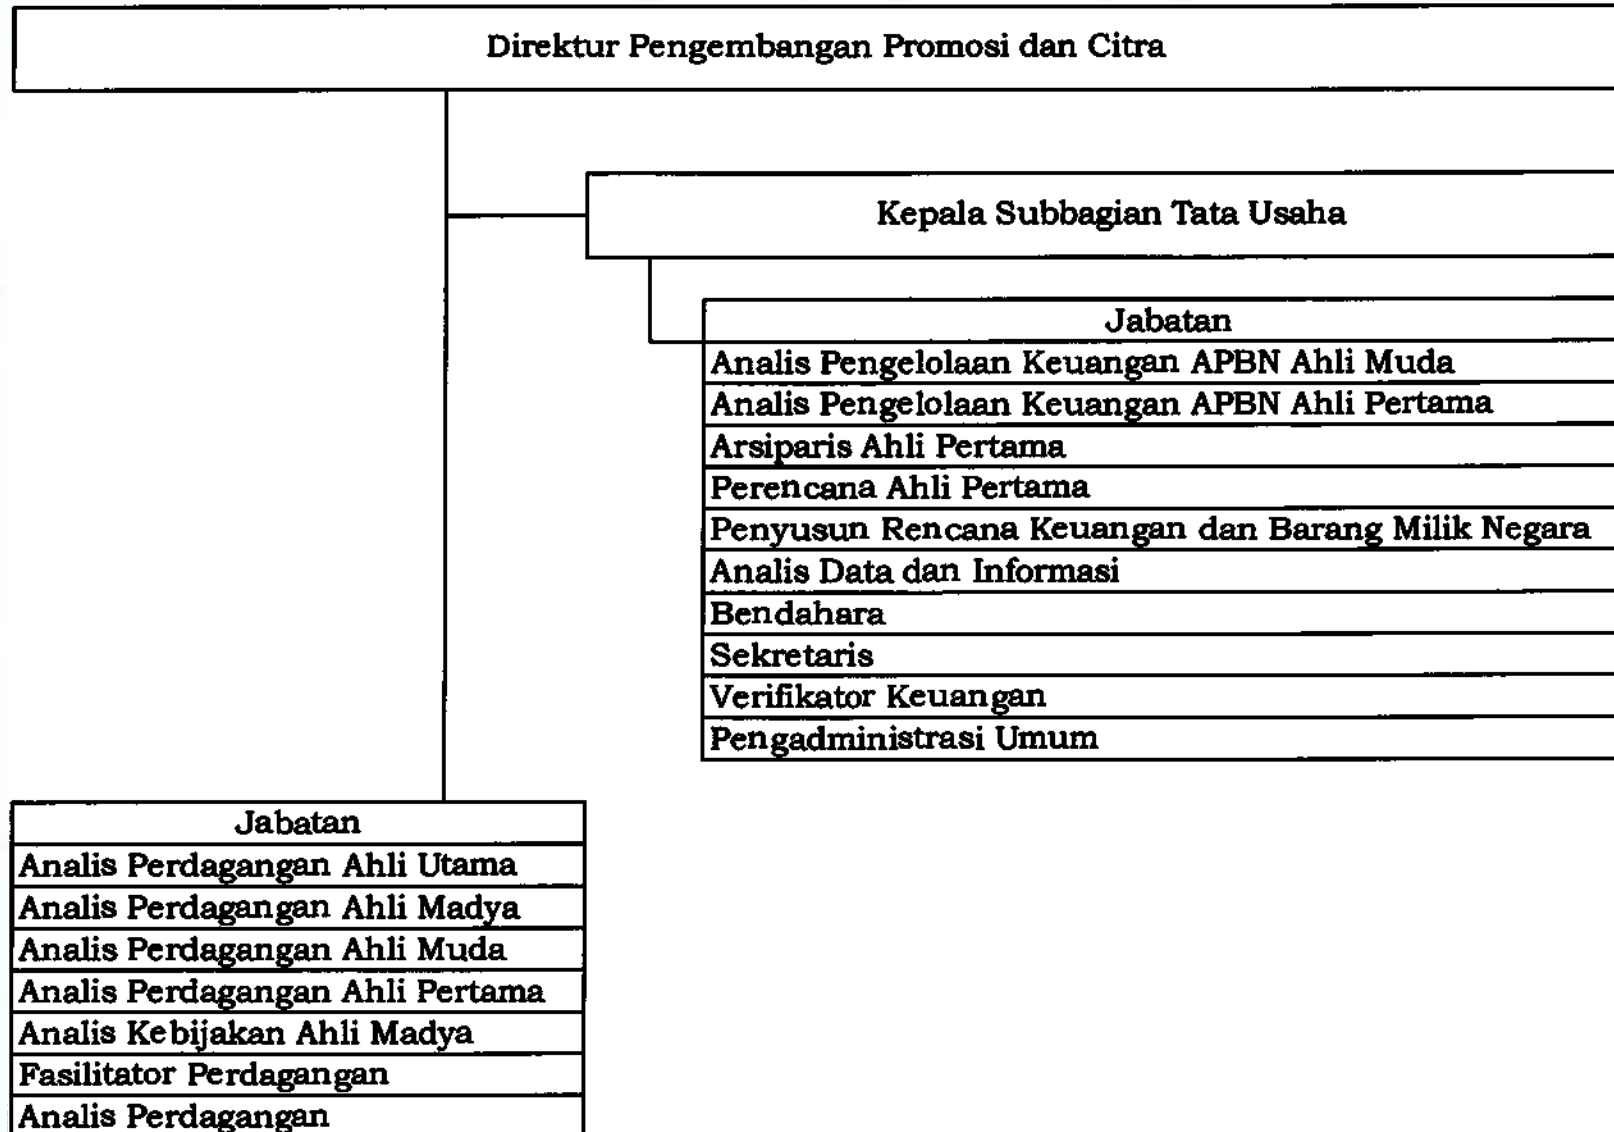 Direktur Pengembangan Promosi dan Citra
Kepala Subbagian Tata Usaha
Jabatan
Analis Pengelolaan Keuangan APBN Ahli Muda
Analis Pengelolaan Keuangan APBN Ahli Pertama
Arsiparis Ahli Pertama
Perencana Ahli Pertama
Penyusun Rencana Keuangan dan Barang Milik Negara
Analis Data dan Informasi
Bendahara
Sekretaris
Verifikator Keuangan
Pengadministrasi Umum
Jabatan
Analis Perdagangan Ahli Utama
Analis Perdagangan Ahli Madya
Analis Perdagangan Ahli Muda
Analis Perdagangan Ahli Pertama
Analis Kebijakan Ahli Madya
Fasilitator Perdagangan
Analis Perdagangan